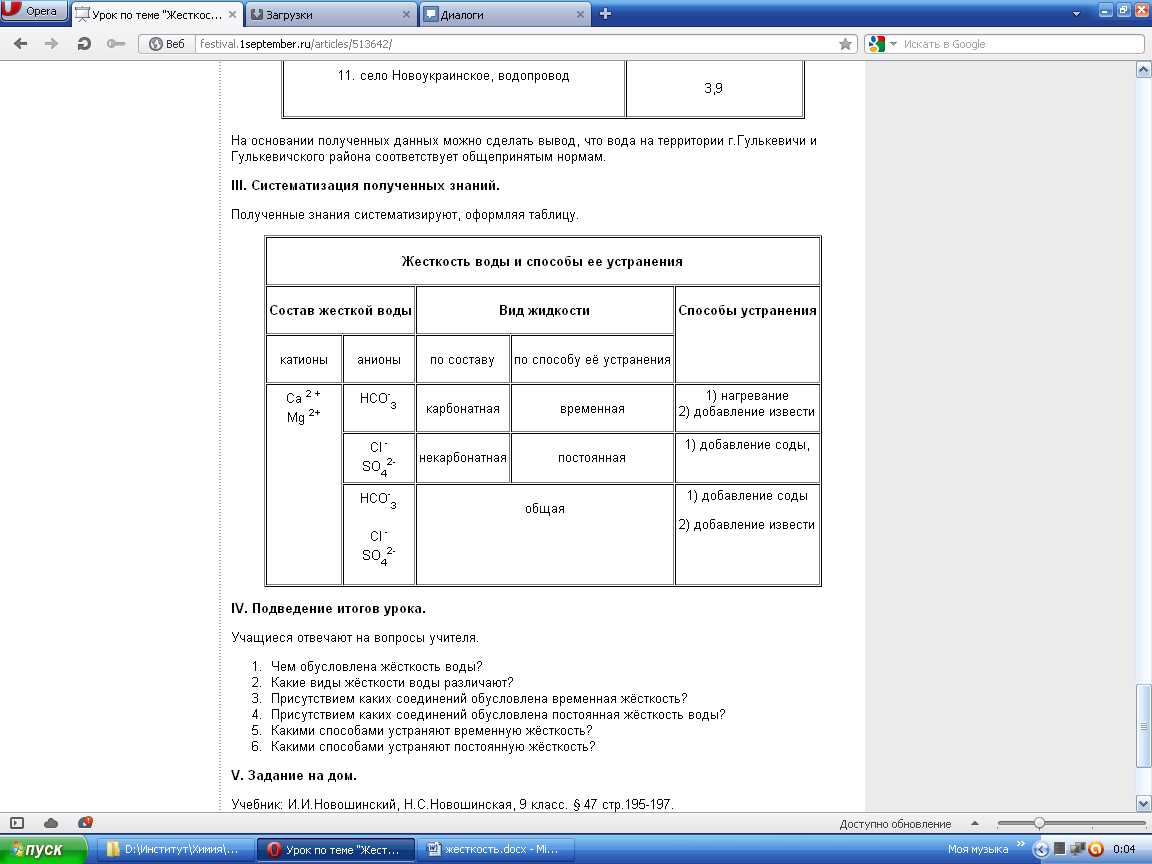 Opera
Урок по теме "Жесткос...
Загрузки
Диалоги
Веб
festival.1september.ru/articles/513642/
Искать в Google
11. село Новоукраинское, водопровод
3,9
На основании полученных данных можно сделать вывод, что вода на территории г.Гулькевичи и
Гулькевичского района соответствует общепринятым нормам.
III. Систематизация полученных знаний.
Полученные знания систематизируют, оформляя таблицу.
Жесткость воды и способы ее устранения
Состав жесткой воды Вид жидкости Способы устранения
катионы анионы по составу по способу её устранения
Ca 2 + HCO-3 карбонатная временная 1) нагревание
Mg 2+ 2) добавление извести
Cl - некарбонатная постоянная 1) добавление соды,
SO42-
HCO-3 общая 1) добавление соды
2) добавление извести
Cl -
SO42-
IV. Подведение итогов урока.
Учащиеся отвечают на вопросы учителя.
1. Чем обусловлена жёсткость воды?
2. Какие виды жёсткости воды различают?
3. Присутствием каких соединений обусловлена временная жёсткость?
4. Присутствием каких соединений обусловлена постоянная жёсткость воды?
5. Какими способами устраняют временную жёсткость?
6. Какими способами устраняют постоянную жёсткость?
V. Задание на дом.
Учебник: И.И.Новошинский, Н.С.Новошинская, 9 класс. § 47 стр.195-197.
Доступно обновление
пуск
D:\Институт\Химия\...
Урок по теме "Жест...
жесткость.docx - Mi...
Моя музыка »
0:04